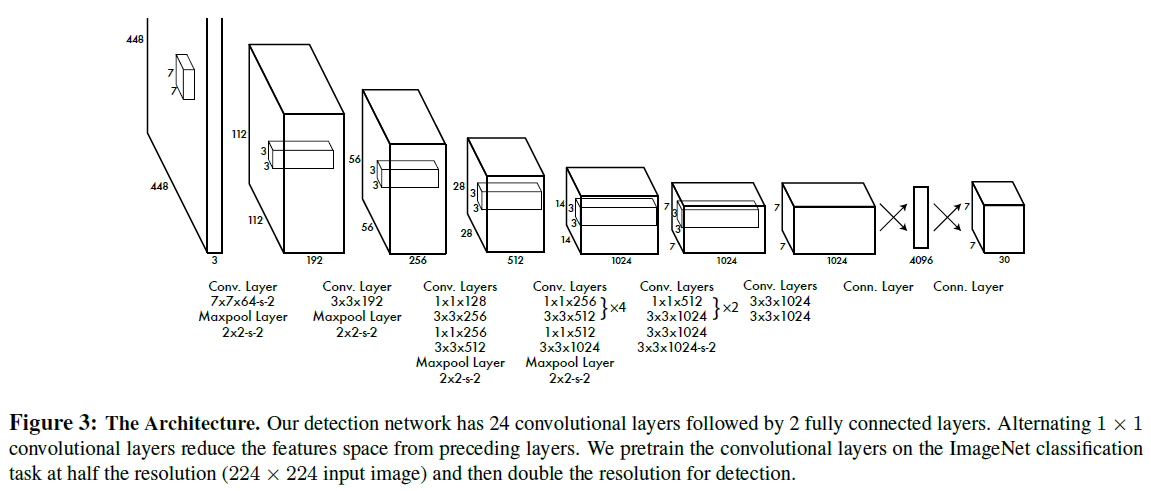 448
7
7
448
3
112
3
3
112
192
56
3
3
56
256
28
3
3
28
512
14
3
3
14
1024
7
3
3
7
1024
7
7
1024
4096
7
7
30
Conv. Layer
7x7x64-s-2
Maxpool Layer
2x2-s-2
Conv. Layer
3x3x192
Maxpool Layer
2x2-s-2
Conv. Layers
1x1x128
3x3x256
1x1x256
3x3x512
Maxpool Layer
2x2-s-2
Conv. Layers
1x1x256
3x3x512 } ×4
1x1x512
3x3x1024
Maxpool Layer
2x2-s-2
Conv. Layers
1x1x512
3x3x1024 } ×2
3x3x1024
3x3x1024-s-2
Conv. Layers
3x3x1024
3x3x1024
Conn. Layer
Conn. Layer
Figure 3: The Architecture. Our detection network has 24 convolutional layers followed by 2 fully connected layers. Alternating 1 × 1
convolutional layers reduce the features space from preceding layers. We pretrain the convolutional layers on the ImageNet classification
task at half the resolution (224 × 224 input image) and then double the resolution for detection.